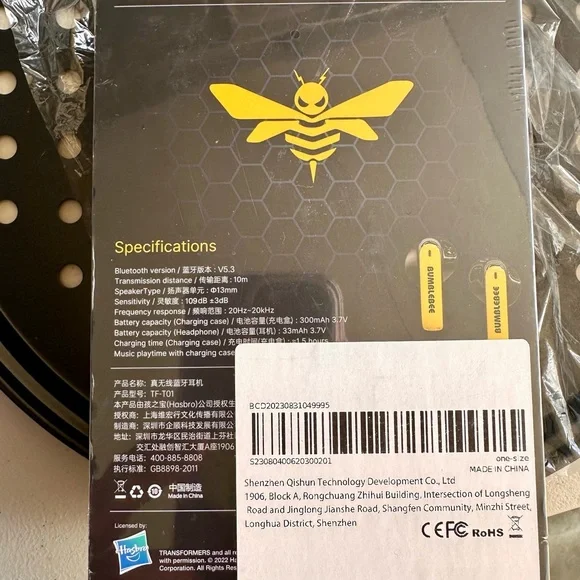 Specifications
Bluetooth version / 蓝牙版本 : V5.3
Transmission distance / 传输距离 : 10m
SpeakerType / 扬声器单元 : Φ13mm
Sensitivity / 灵敏度 : 109dB ±3dB
Frequency response / 频响范围 : 20Hz~20kHz
Battery capacity (Charging case) / 电池容量(充电盒) : 300mAh 3.7V
Battery capacity (Headphone) / 电池容量(耳机) : 33mAh 3.7V
Charging time (Charging case) / 充电时间(充电盒) : ≈1.5 hours
Music playtime with charging case
BUMBLEBEE
BUMBLEBEE
产品名称: 真无线蓝牙耳机
产品型号: TF-T01
本产品由孩之宝(Hasbro)公司授权生
授权商: 上海维宏行文化传播有限
制造商: 深圳市企顺科技发展有限
地址: 深圳市龙华区民治街道上芬
交汇处融创智汇大厦A1906
服务电话: 400-885-8808
执行标准: GB8898-2011
中国制造
MADE IN CHINA
Licensed by:
Hasbro
TRANSFORMERS and all
with permission. © 2022 Ha
Corporation. All Rights Res
BCD20230831049995
S23080400620300201
one-size
MADE IN CHINA
Shenzhen Qishun Technology Development Co., Ltd
1906, Block A, Rongchuang Zhihui Building, Intersection of Longsheng
Road and Jinglong Jianshe Road, Shangfen Community, Minzhi Street,
Longhua District, Shenzhen
CE FC RoHS